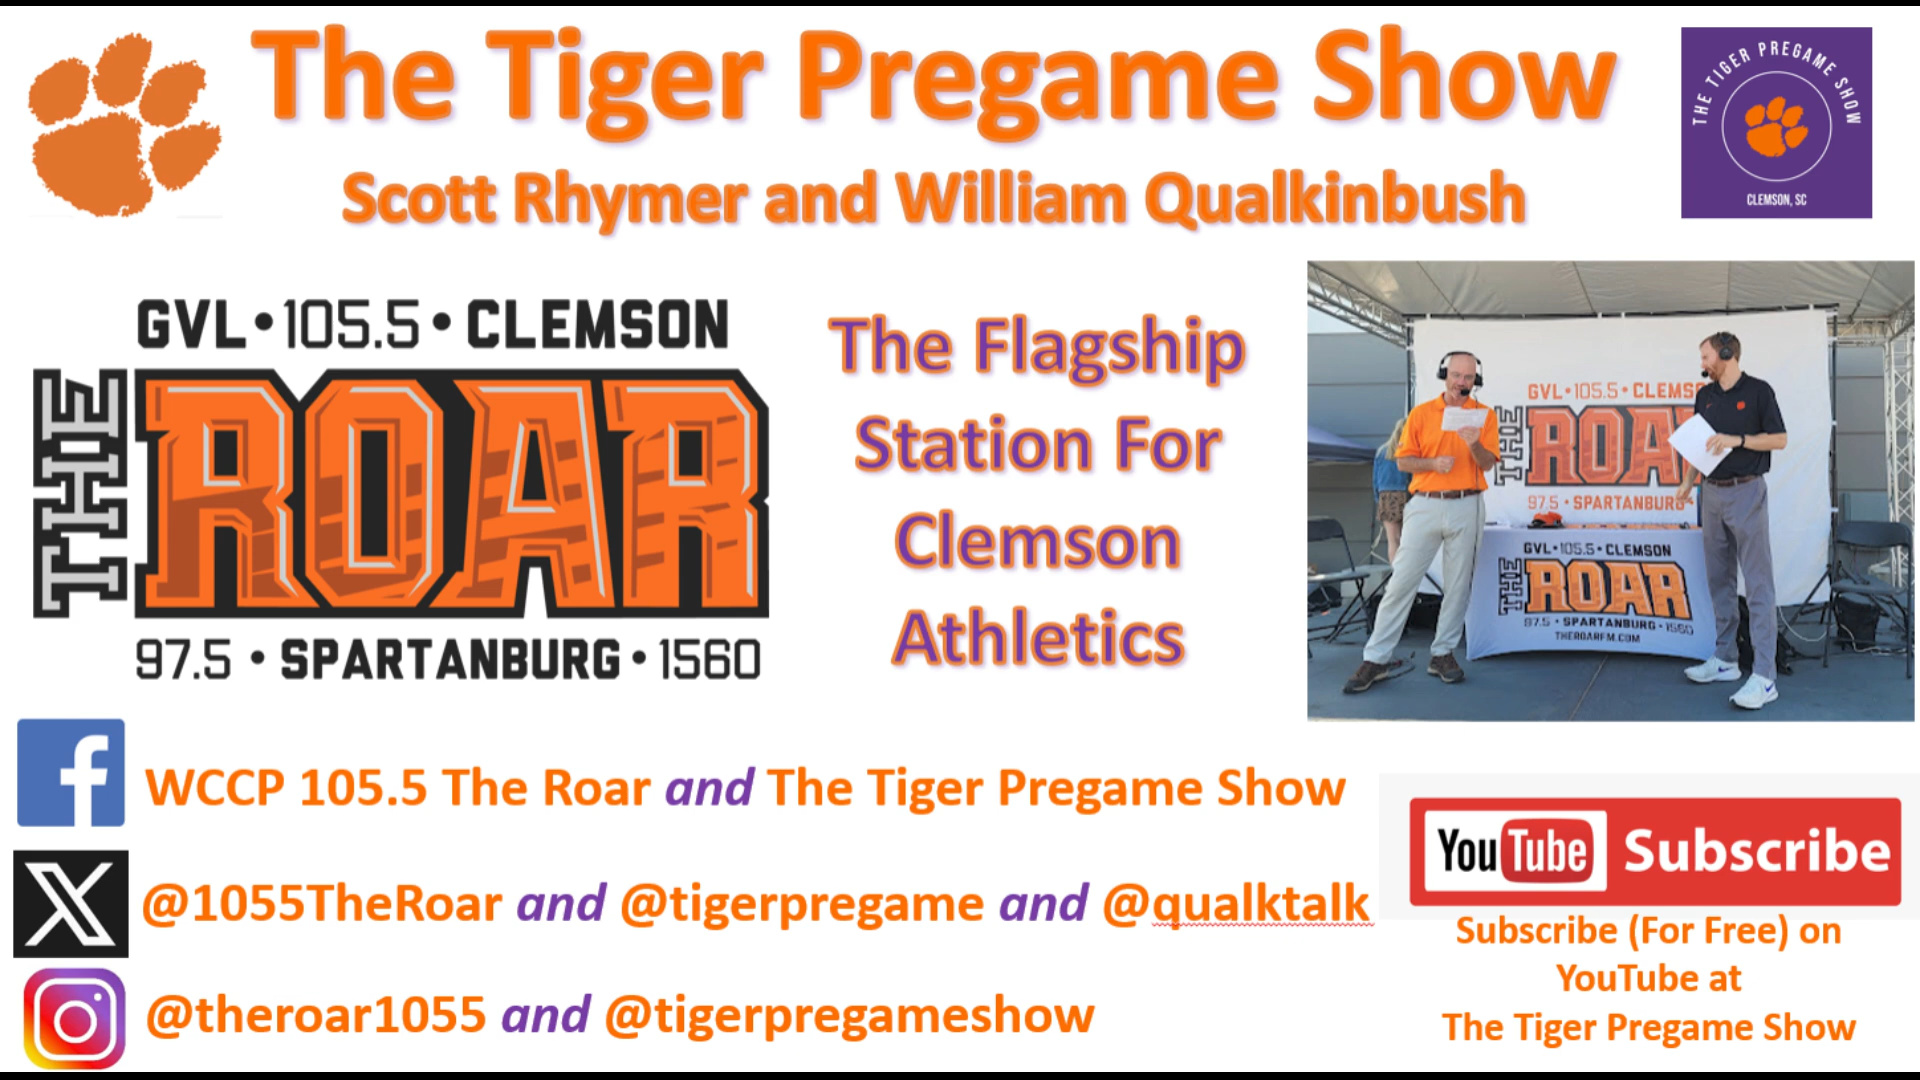 The Tiger Pregame Show
Scott Rhymer and William Qualkinbush
THE TIGER PREGAME SHOW
CLEMSON, SC
GVL • 105.5 • CLEMSON
THE ROAR
97.5 • SPARTANBURG • 1560
The Flagship
Station For
Clemson
Athletics
GVL • 105.5 • CLEMS
THE ROA
97.5 • SPARTANBURG
GVL • 105.5 • CLEMSON
THE ROAR
97.5 • SPARTANBURG • 1560
THEROARFM.COM
f WCCP 105.5 The Roar and The Tiger Pregame Show
X @1055TheRoar and @tigerpregame and @qualktalk
@theroar1055 and @tigerpregameshow
YouTube Subscribe
Subscribe (For Free) on
YouTube at
The Tiger Pregame Show